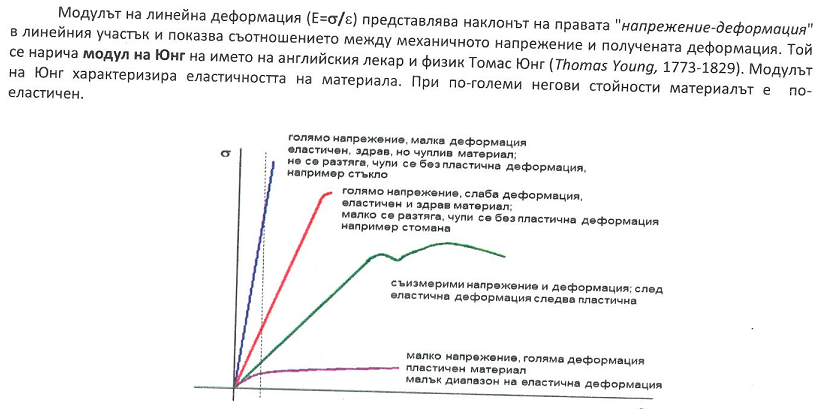 Модулът на линейна деформация (E=σ/ε) представлява наклонът на правата "напрежение-деформация"
в линейния участък и показва съотношението между механичното напрежение и получената деформация. Той
се нарича модул на Юнг на името на английския лекар и физик Томас Юнг (Thomas Young, 1773-1829). Модулът
на Юнг характеризира еластичността на материала. При по-големи негови стойности материалът е по-
еластичен.
σ
голямо напрежение, малка деформация
еластичен, здрав, но чуплив материал;
не се разтяга, чупи се без пластична деформация,
например стъкло
голямо напрежение, слаба деформация,
еластичен и здрав материал;
малко се разтяга, чупи се без пластична деформация
например стомана
съизмерими напрежение и деформация; след
еластична деформация следва пластична
малко напрежение, голяма деформация
пластичен материал
малък диапазон на еластична деформация